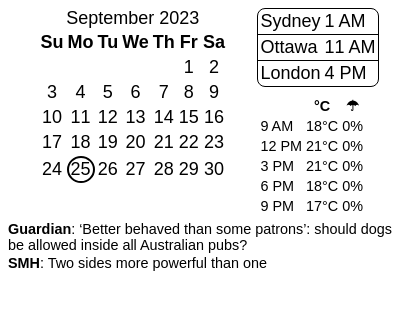 September 2023
Su Mo Tu We Th Fr Sa
1 2
3 4 5 6 7 8 9
10 11 12 13 14 15 16
17 18 19 20 21 22 23
24 25 26 27 28 29 30
Sydney 1 AM
Ottawa 11 AM
London 4 PM
°C ☂
9 AM 18°C 0%
12 PM 21°C 0%
3 PM 21°C 0%
6 PM 18°C 0%
9 PM 17°C 0%
Guardian: ‘Better behaved than some patrons’: should dogs
be allowed inside all Australian pubs?
SMH: Two sides more powerful than one